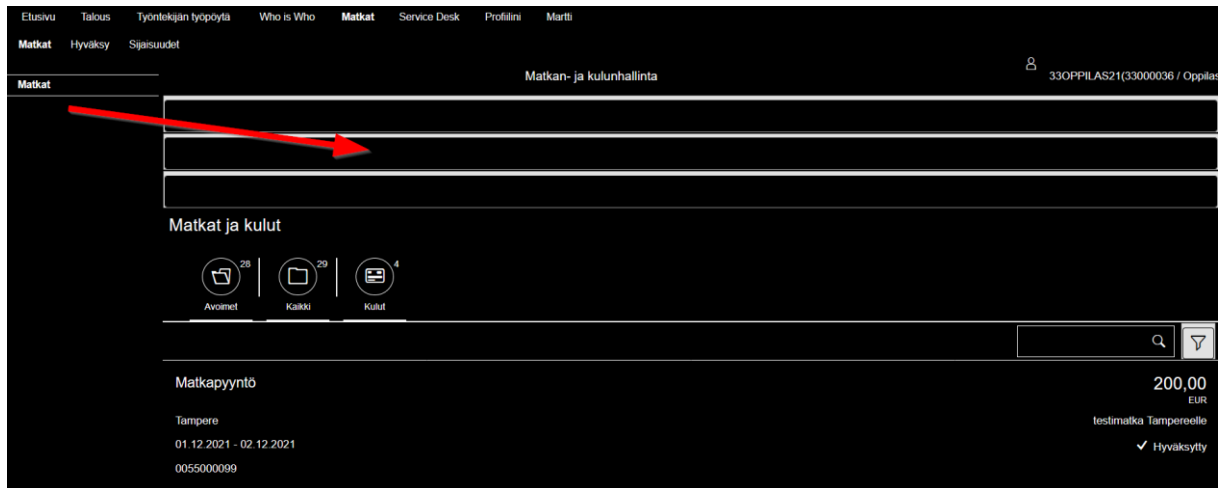 Etusivu Talous Työntekijän työpöytä Who is Who Matkat Service Desk Profiilini Martti
Matkat Hyväksy Sijaisuudet
Matkan- ja kulunhallinta
33OPPILAS21(33000036 / Oppilas
Matkat
Matkat ja kulut
28 29 4
Avoimet Kaikki Kulut
Matkapyyntö 200,00
EUR
Tampere testimatka Tampereelle
01.12.2021 - 02.12.2021 Hyväksytty
0055000099